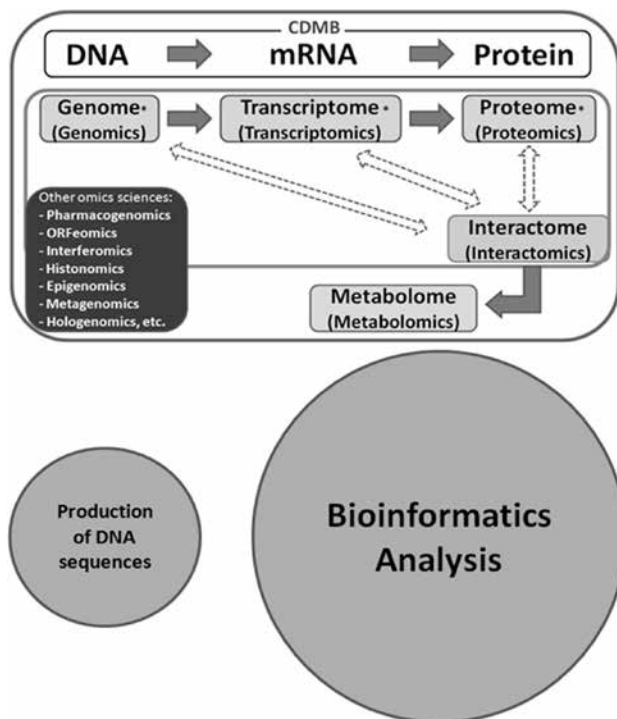 CDMB
DNA mRNA Protein
Genome* Transcriptome* Proteome*
(Genomics) (Transcriptomics) (Proteomics)
Other omics sciences:
- Pharmacogenomics
- ORFeomics
- Interferomics
- Histonomics
- Epigenomics
- Metagenomics
- Hologenomics, etc.
Interactome
(Interactomics)
Metabolome
(Metabolomics)
Production
of DNA
sequences
Bioinformatics
Analysis